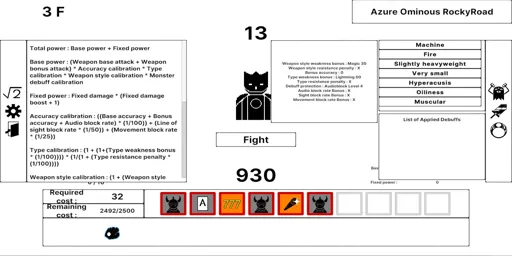 3 F
Azure Ominous RockyRoad
13
Total power : Base power + Fixed power
Base power : (Weapon base attack + Weapon
bonus attack) * Accuracy calibration * Type
calibration * Weapon style calibration * Monster
debuff calibration
Fixed power : Fixed damage * (Fixed damage
boost + 1)
Accuracy calibration : ((Base accuracy + Bonus
accuracy + Audio block rate) * (1/100)) + (Line of
sight block rate * (1/50)) + (Movement block rate
* (1/25))
Type calibration : (1 + (1+(Type weakness bonus
* (1/100)))) * (1/(1 + (Type resistance penalty *
(1/100))))
Weapon style calibration : (1 + (Weapon style
Weapon style weakness bonus : Magic 20
Weapon style resistance penalty : X
Bonus accuracy : 0
Type weakness bonus : Lightning 50
Type resistance penalty : X
Debuff protection : Audioblock Level 4
Audio block rate Bonus : X
Sight block rate Bonus : X
Movement block rate Bonus : X
Machine
Fire
Slightly heavyweight
Very small
Hyperacusis
Oiliness
Muscular
List of Applied Debuffs
Fight
930
Fixed power : 0
Required
cost :
32
Remaining
cost :
2492/2500
A
777